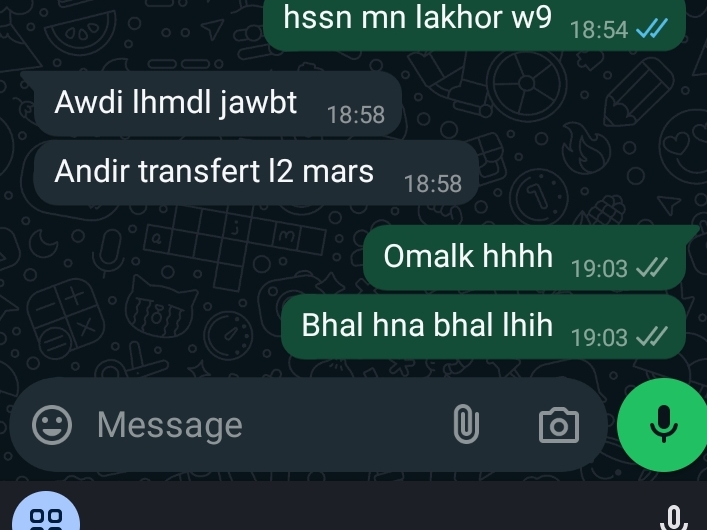 hssn mn lakhor w9 18:54
Awdi lhmdl jawbt 18:58
Andir transfert l2 mars 18:58
Omalk hhhh 19:03
Bhal hna bhal lhih 19:03
Message